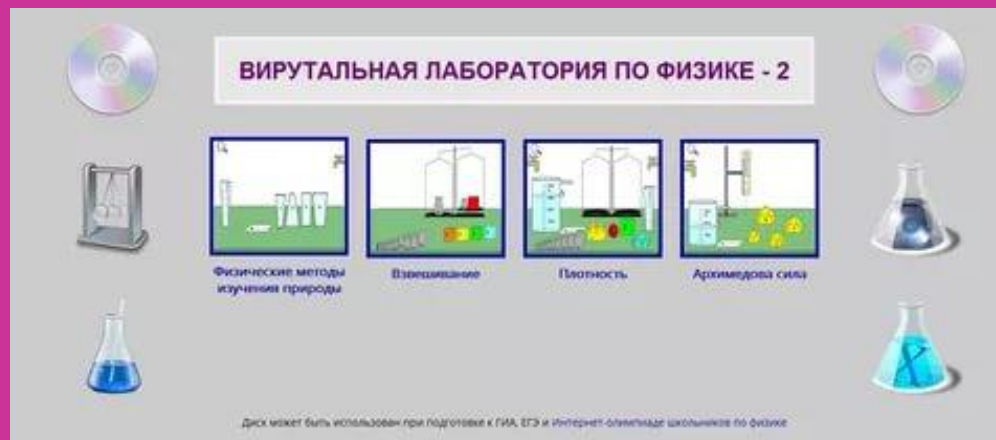 ВИРУТАЛЬНАЯ ЛАБОРАТОРИЯ ПО ФИЗИКЕ - 2
Физические методы
изучения природы
Взвешивание
Плотность
Архимедова сила
Диск может быть использован при подготовке к ГИА, ЕГЭ и Интернет-олимпиаде школьников по физике